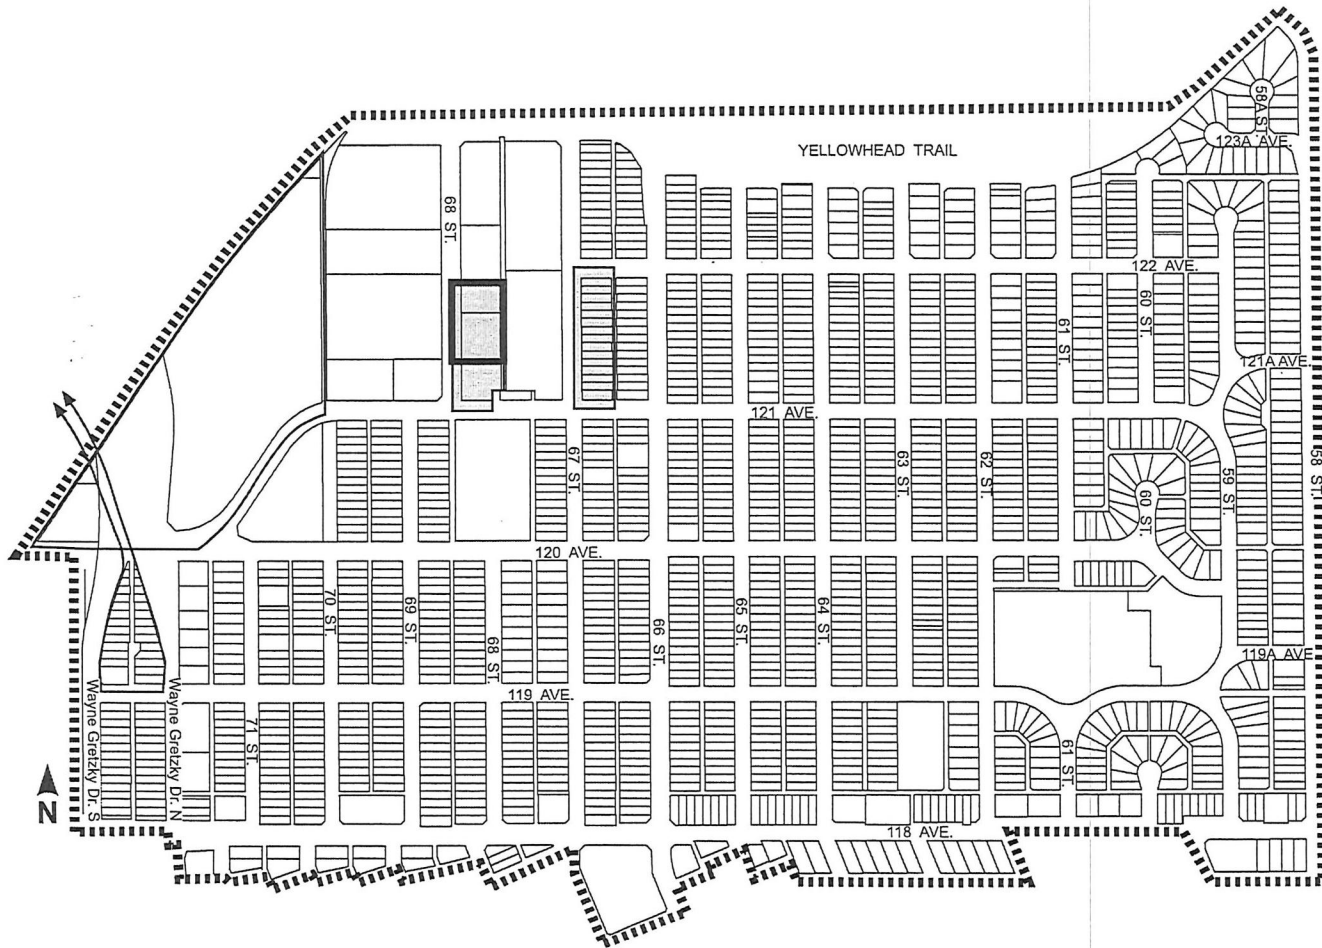 58A ST.
123A AVE.
YELLOWHEAD TRAIL
68 ST.
122 AVE.
60 ST.
61 ST.
121A AVE.
121 AVE.
67 ST.
63 ST.
62 ST.
60 ST.
59 ST.
58 ST.
120 AVE.
70 ST.
69 ST.
68 ST.
66 ST.
65 ST.
64 ST.
119A AVE
119 AVE.
Wayne Gretzky Dr. S
Wayne Gretzky Dr. N
71 ST.
61 ST.
N
118 AVE.